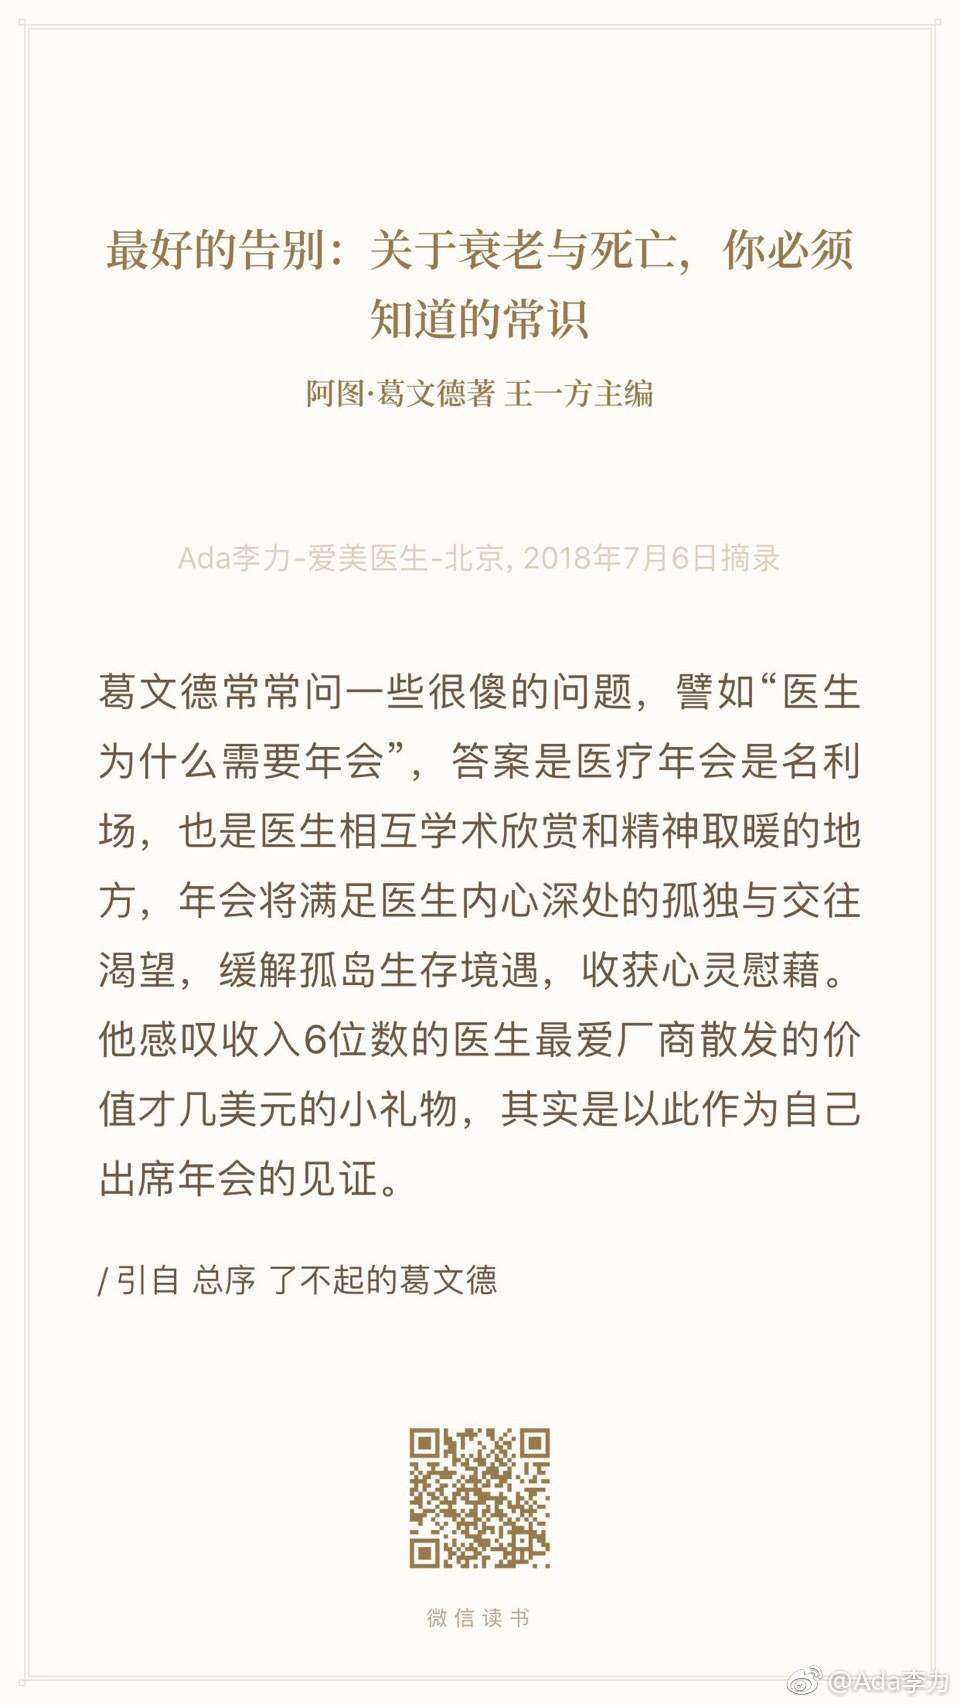 最好的告别：关于衰老与死亡，你必须
知道的常识
阿图·葛文德著 王一方主编
Ada李力-爱美医生-北京, 2018年7月6日摘录
葛文德常常问一些很傻的问题，譬如“医生
为什么需要年会”，答案是医疗年会是名利
场，也是医生相互学术欣赏和精神取暖的地
方，年会将满足医生内心深处的孤独与交往
渴望，缓解孤岛生存境遇，收获心灵慰藉。
他感叹收入6位数的医生最爱厂商散发的价
值才几美元的小礼物，其实是以此作为自己
出席年会的见证。
/ 引自 总序 了不起的葛文德
微信读书
@Ada李力